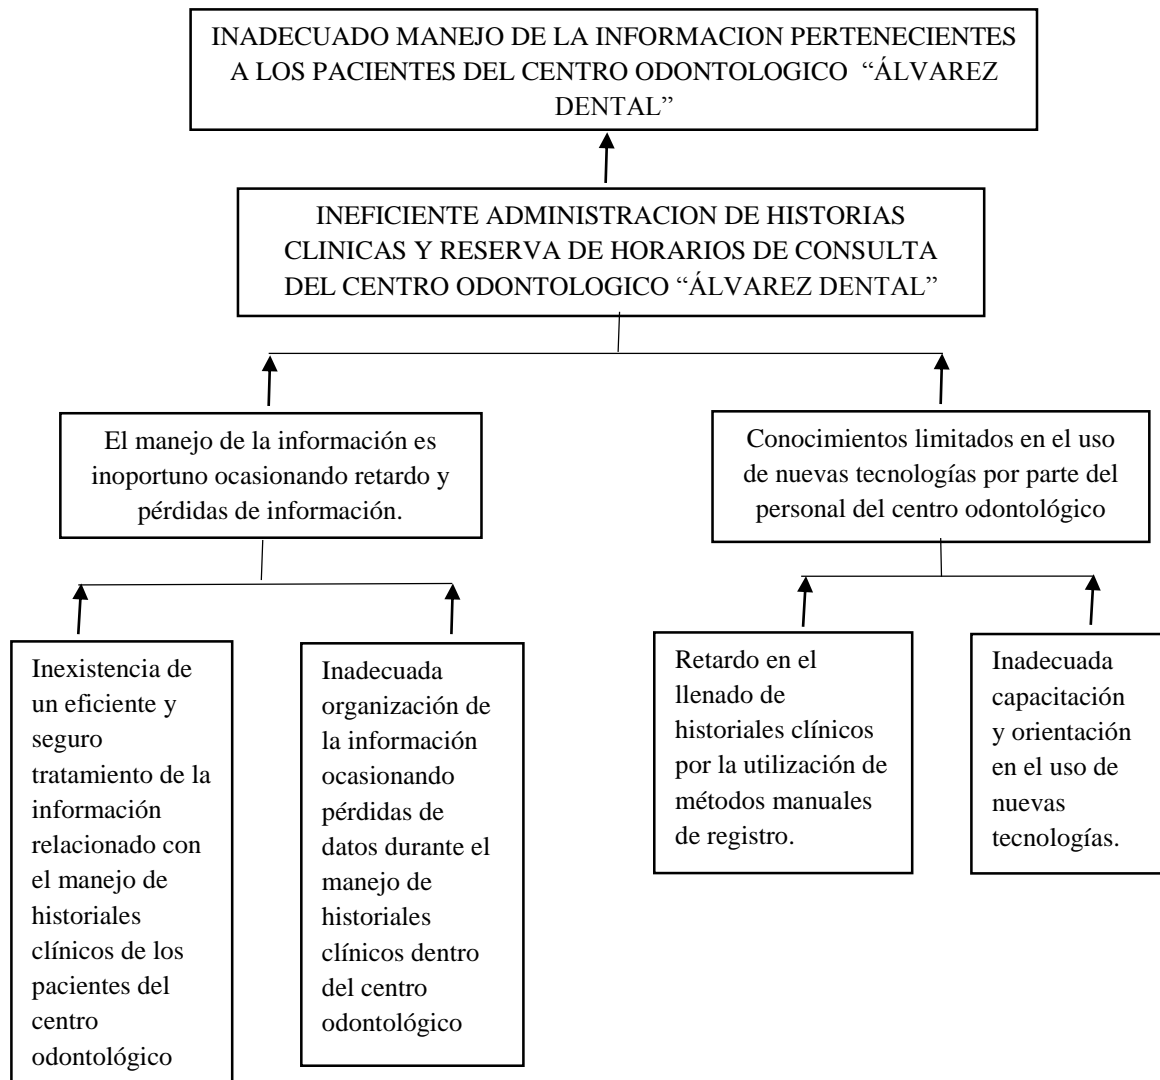 INADECUADO MANEJO DE LA INFORMACION PERTENECIENTES
A LOS PACIENTES DEL CENTRO ODONTOLOGICO “ÁLVAREZ
DENTAL”
INEFICIENTE ADMINISTRACION DE HISTORIAS
CLINICAS Y RESERVA DE HORARIOS DE CONSULTA
DEL CENTRO ODONTOLOGICO “ÁLVAREZ DENTAL”
El manejo de la información es
inoportuno ocasionando retardo y
pérdidas de información.
Conocimientos limitados en el uso
de nuevas tecnologías por parte del
personal del centro odontológico
Inexistencia de
un eficiente y
seguro
tratamiento de la
información
relacionado con
el manejo de
historiales
clínicos de los
pacientes del
centro
odontológico
Inadecuada
organización de
la información
ocasionando
pérdidas de
datos durante el
manejo de
historiales
clínicos dentro
del centro
odontológico
Retardo en el
llenado de
historiales clínicos
por la utilización de
métodos manuales
de registro.
Inadecuada
capacitación
y orientación
en el uso de
nuevas
tecnologías.